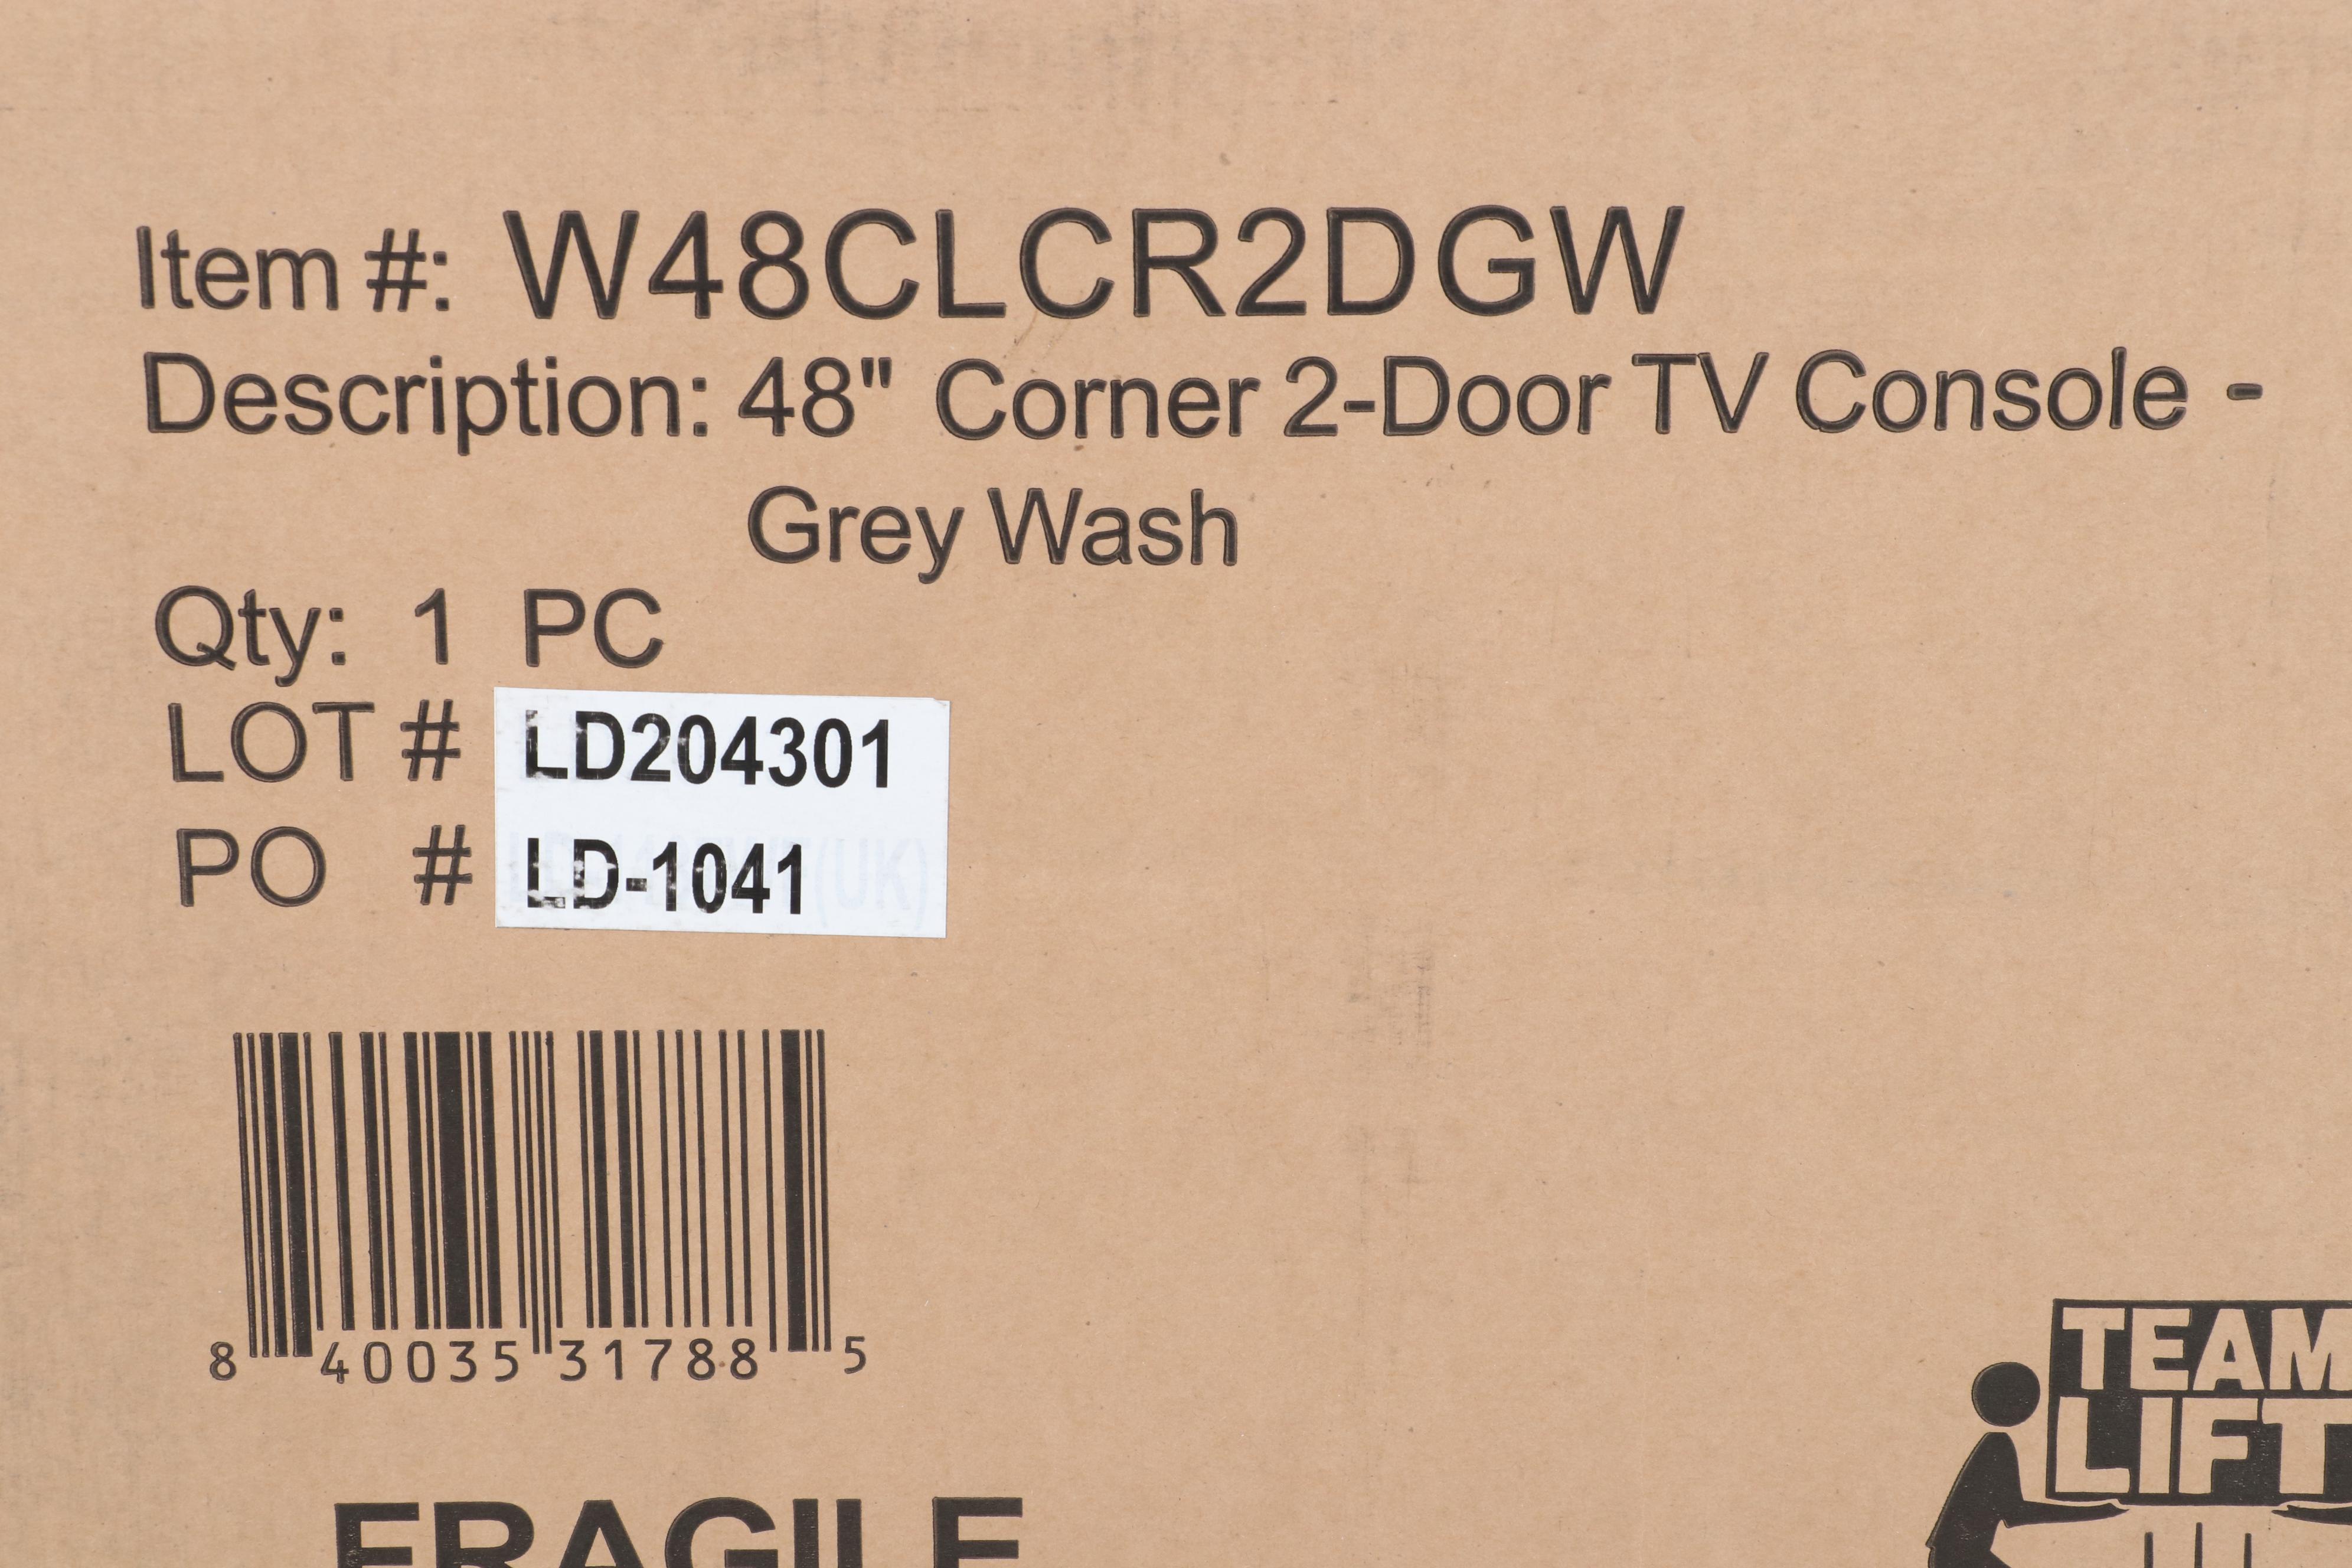 Item #: W48CLCR2DGW
Description: 48" Corner 2-Door TV Console -
Grey Wash
Qty: 1 PC
LOT # LD204301
PO # LD-1041
(UK)
8 40035 31788 5
TEAM
LIFT
FRAGILE